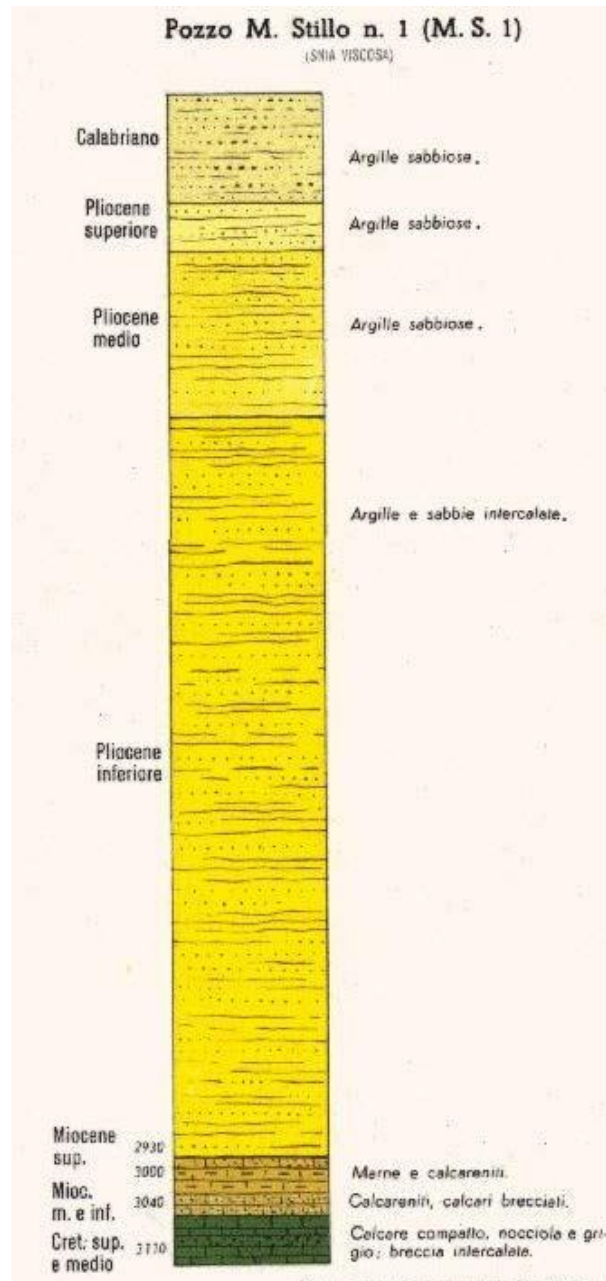 Pozzo M. Stillo n. 1 (M. S. 1)
(SNIA VISCOSA)
Calabriano
Argille sabbiose.
Pliocene
superiore
Argille sabbiose.
Pliocene
medio
Argille sabbiose.
Argille e sabbie intercalate.
Pliocene
inferiore
Miocene
sup.
2930
3000
Marne e calcareniti.
Mioc.
m. e inf.
3040
Calcareniti, calcari brecciati.
Cret. sup.
e medio
3110
Calcare compatto, nocciola e gri-
gio; breccia intercalate.